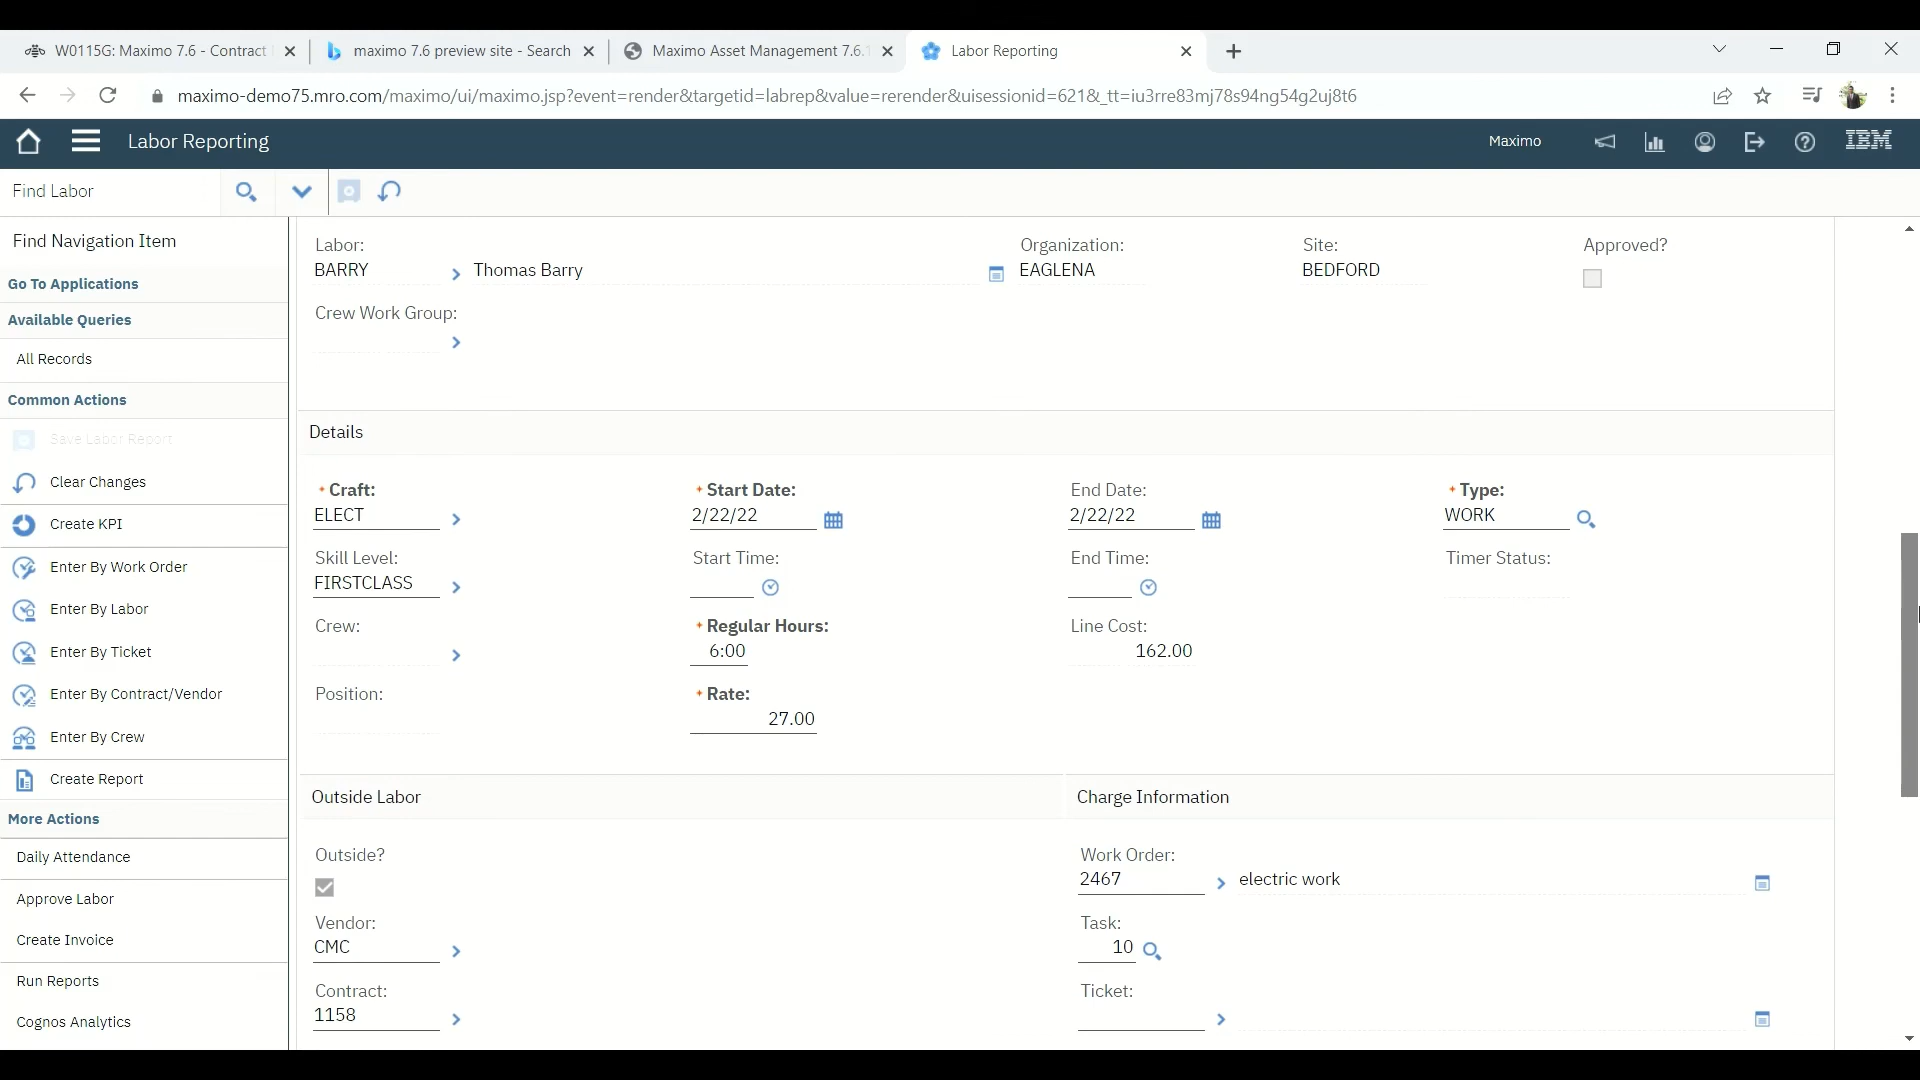 W0115G: Maximo 7.6 - Contract
maximo 7.6 preview site - Search
Maximo Asset Management 7.6.1
Labor Reporting
maximo-demo75.mro.com/maximo/ui/maximo.jsp?event=render&targetid=labrep&value=rerender&uisessionid=621&_tt=iu3rre83mj78s94ng54g2uj8t6
Labor Reporting
Maximo
IBM
Find Labor
Find Navigation Item
Go To Applications
Available Queries
All Records
Common Actions
Save Labor Report
Clear Changes
Create KPI
Enter By Work Order
Enter By Labor
Enter By Ticket
Enter By Contract/Vendor
Enter By Crew
Create Report
More Actions
Daily Attendance
Approve Labor
Create Invoice
Run Reports
Cognos Analytics
Labor:
BARRY
Thomas Barry
Organization:
EAGLENA
Site:
BEDFORD
Approved?
Crew Work Group:
Details
* Craft:
ELECT
* Start Date:
2/22/22
End Date:
2/22/22
* Type:
WORK
Skill Level:
FIRSTCLASS
Start Time:
End Time:
Timer Status:
Crew:
* Regular Hours:
6:00
Line Cost:
162.00
Position:
* Rate:
27.00
Outside Labor
Outside?
Vendor:
CMC
Contract:
1158
Charge Information
Work Order:
2467
electric work
Task:
10
Ticket: